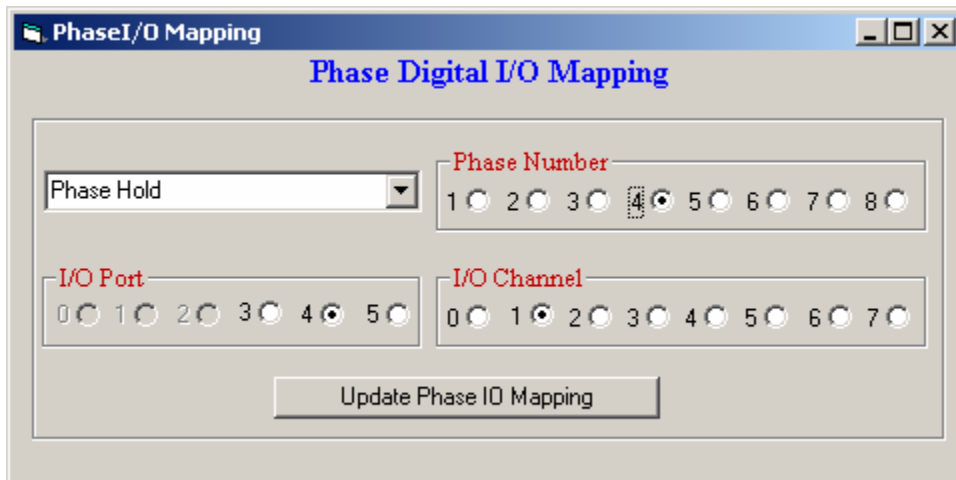 PhaseI/O Mapping
Phase Digital I/O Mapping
Phase Hold
Phase Number
1 2 3 4 5 6 7 8
I/O Port
0 1 2 3 4 5
I/O Channel
0 1 2 3 4 5 6 7
Update Phase IO Mapping